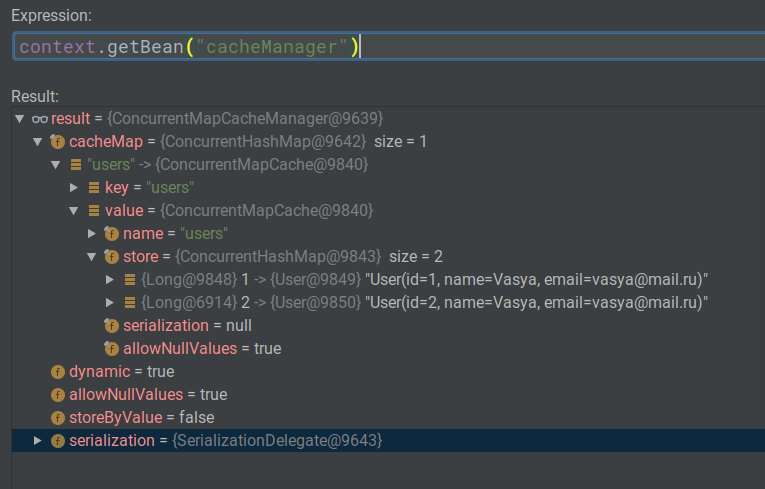 Expression:
context.getBean("cacheManager")
Result:
result = {ConcurrentMapCacheManager@9639}
f cacheMap = {ConcurrentHashMap@9642} size = 1
"users" -> {ConcurrentMapCache@9840}
key = "users"
value = {ConcurrentMapCache@9840}
f name = "users"
f store = {ConcurrentHashMap@9843} size = 2
{Long@9848} 1 -> {User@9849} "User(id=1, name=Vasya, email=vasya@mail.ru)"
{Long@6914} 2 -> {User@9850} "User(id=2, name=Vasya, email=vasya@mail.ru)"
f serialization = null
f allowNullValues = true
f dynamic = true
f allowNullValues = true
f storeByValue = false
f serialization = {SerializationDelegate@9643}